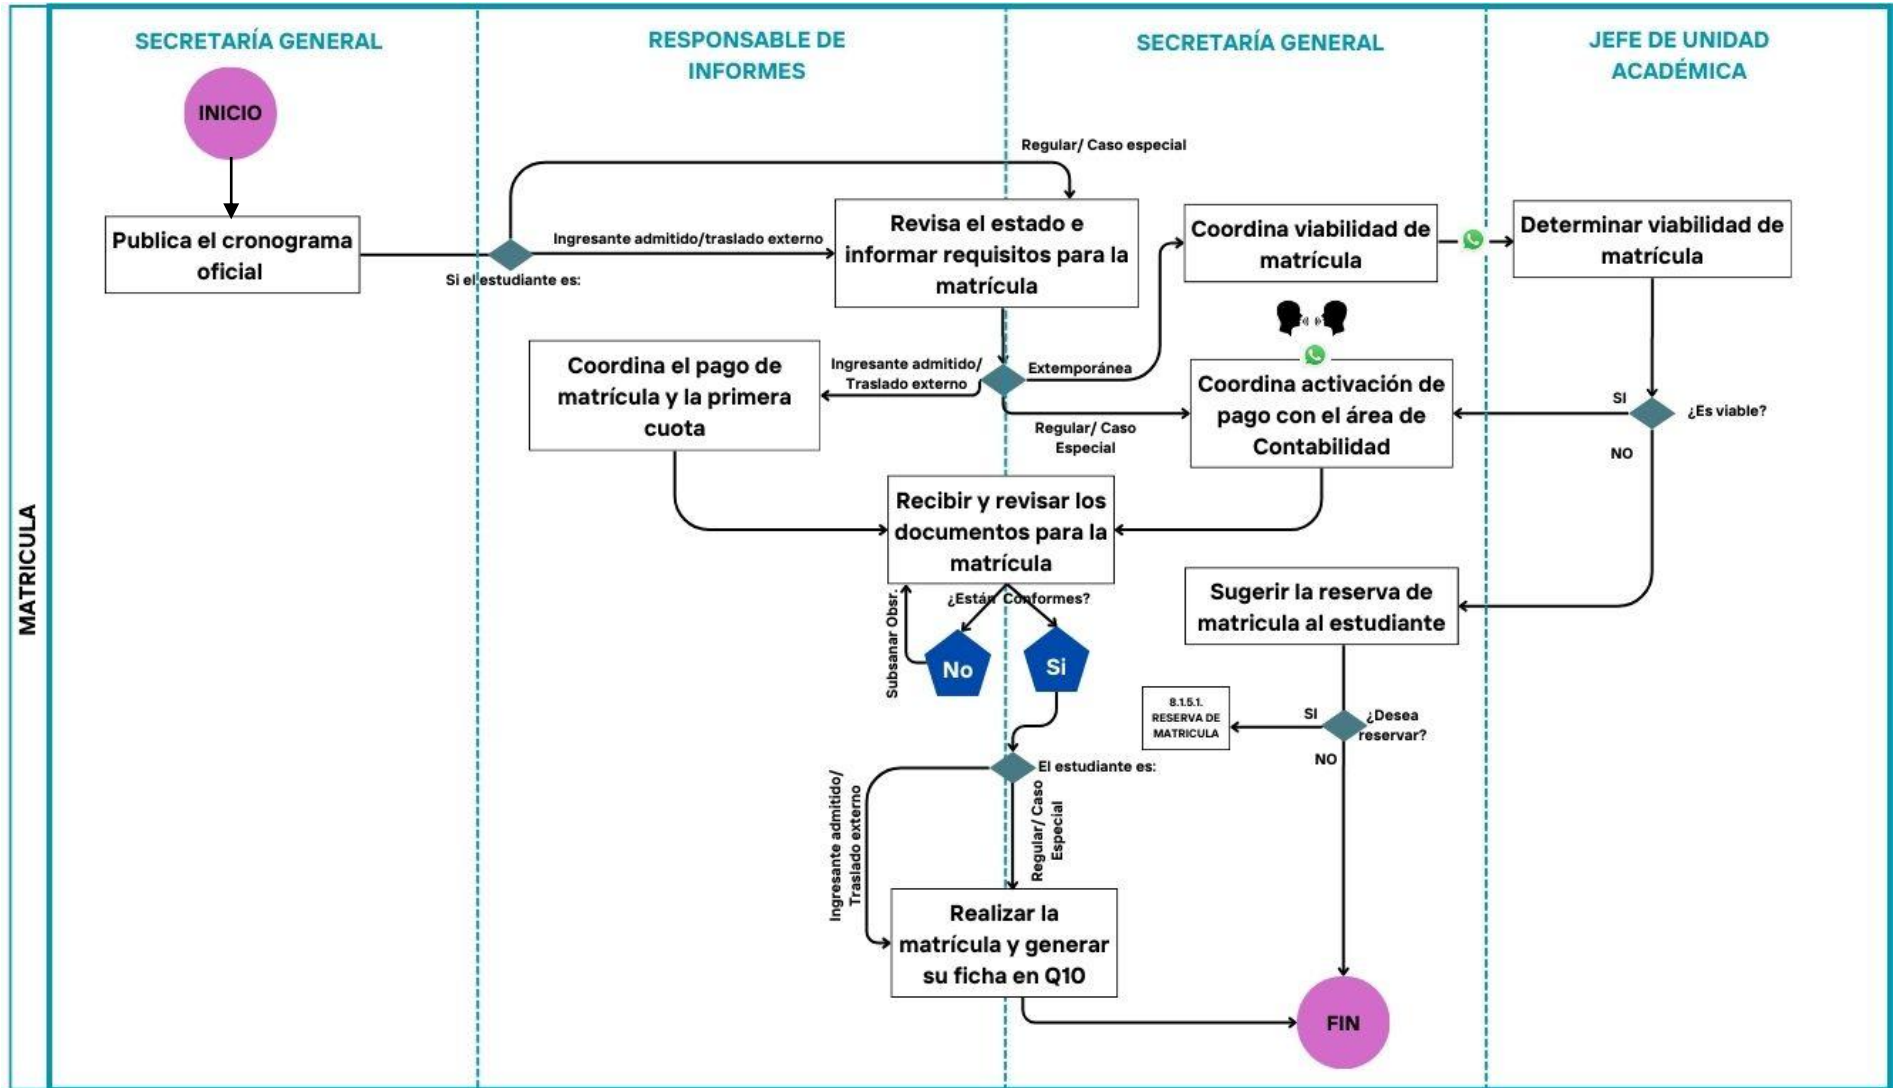 SECRETARÍA GENERAL
RESPONSABLE DE
INFORMES
SECRETARÍA GENERAL
JEFE DE UNIDAD
ACADÉMICA
MATRICULA
INICIO
Regular/ Caso especial
Publica el cronograma
oficial
Si el estudiante es:
Ingresante admitido/traslado externo
Revisa el estado e
informar requisitos para la
matrícula
Coordina viabilidad de
matrícula
Determinar viabilidad de
matrícula
Coordina el pago de
matrícula y la primera
cuota
Ingresante admitido/
Traslado externo
Extemporánea
Regular/ Caso
Especial
Coordina activación de
pago con el área de
Contabilidad
SI
¿Es viable?
NO
Recibir y revisar los
documentos para la
matrícula
¿Están Conformes?
Subsanar Obsr.
No
Si
Sugerir la reserva de
matricula al estudiante
8.1.5.1.
RESERVA DE
MATRICULA
SI
¿Desea
reservar?
NO
El estudiante es:
Ingresante admitido/
Traslado externo
Regular/ Caso
Especial
Realizar la
matrícula y generar
su ficha en Q10
FIN